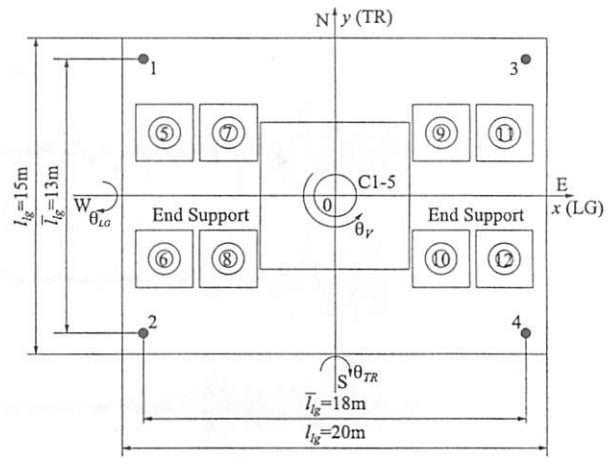 N y (TR)
1
3
⑤
⑦
⑨
⑪
C1-5
0
E
x (LG)
W
θ_LG
End Support
θ_V
End Support
⑥
⑧
⑩
⑫
2
4
S
θ_TR
l̅_lg=18m
l_lg=20m
l_lg=15m
l̅_lg=13m